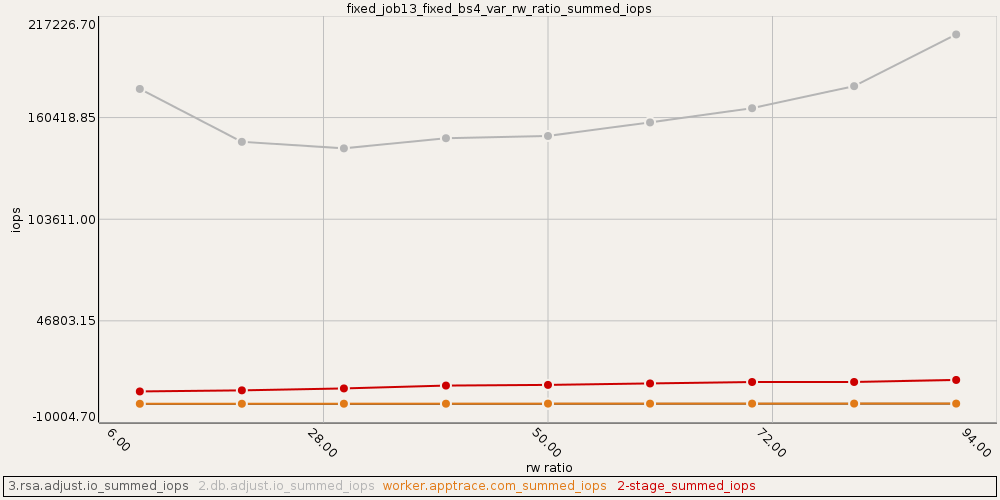 fixed_job13_fixed_bs4_var_rw_ratio_summed_iops
217226.70
160418.85
103611.00
46803.15
-10004.70
iops
6.00
28.00
50.00
72.00
94.00
rw ratio
3.rsa.adjust.io_summed_iops 2.db.adjust.io_summed_iops worker.apptrace.com_summed_iops 2-stage_summed_iops